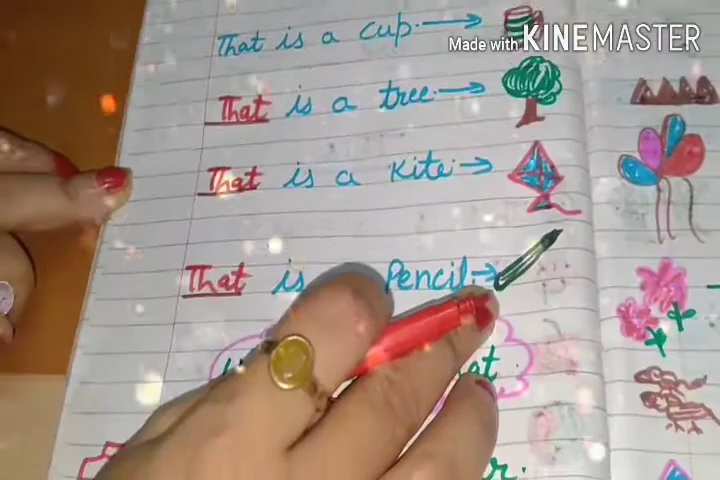 Made with KINEMASTER
That is a cup.
That is a tree.
That is a kite.
That is Pencil